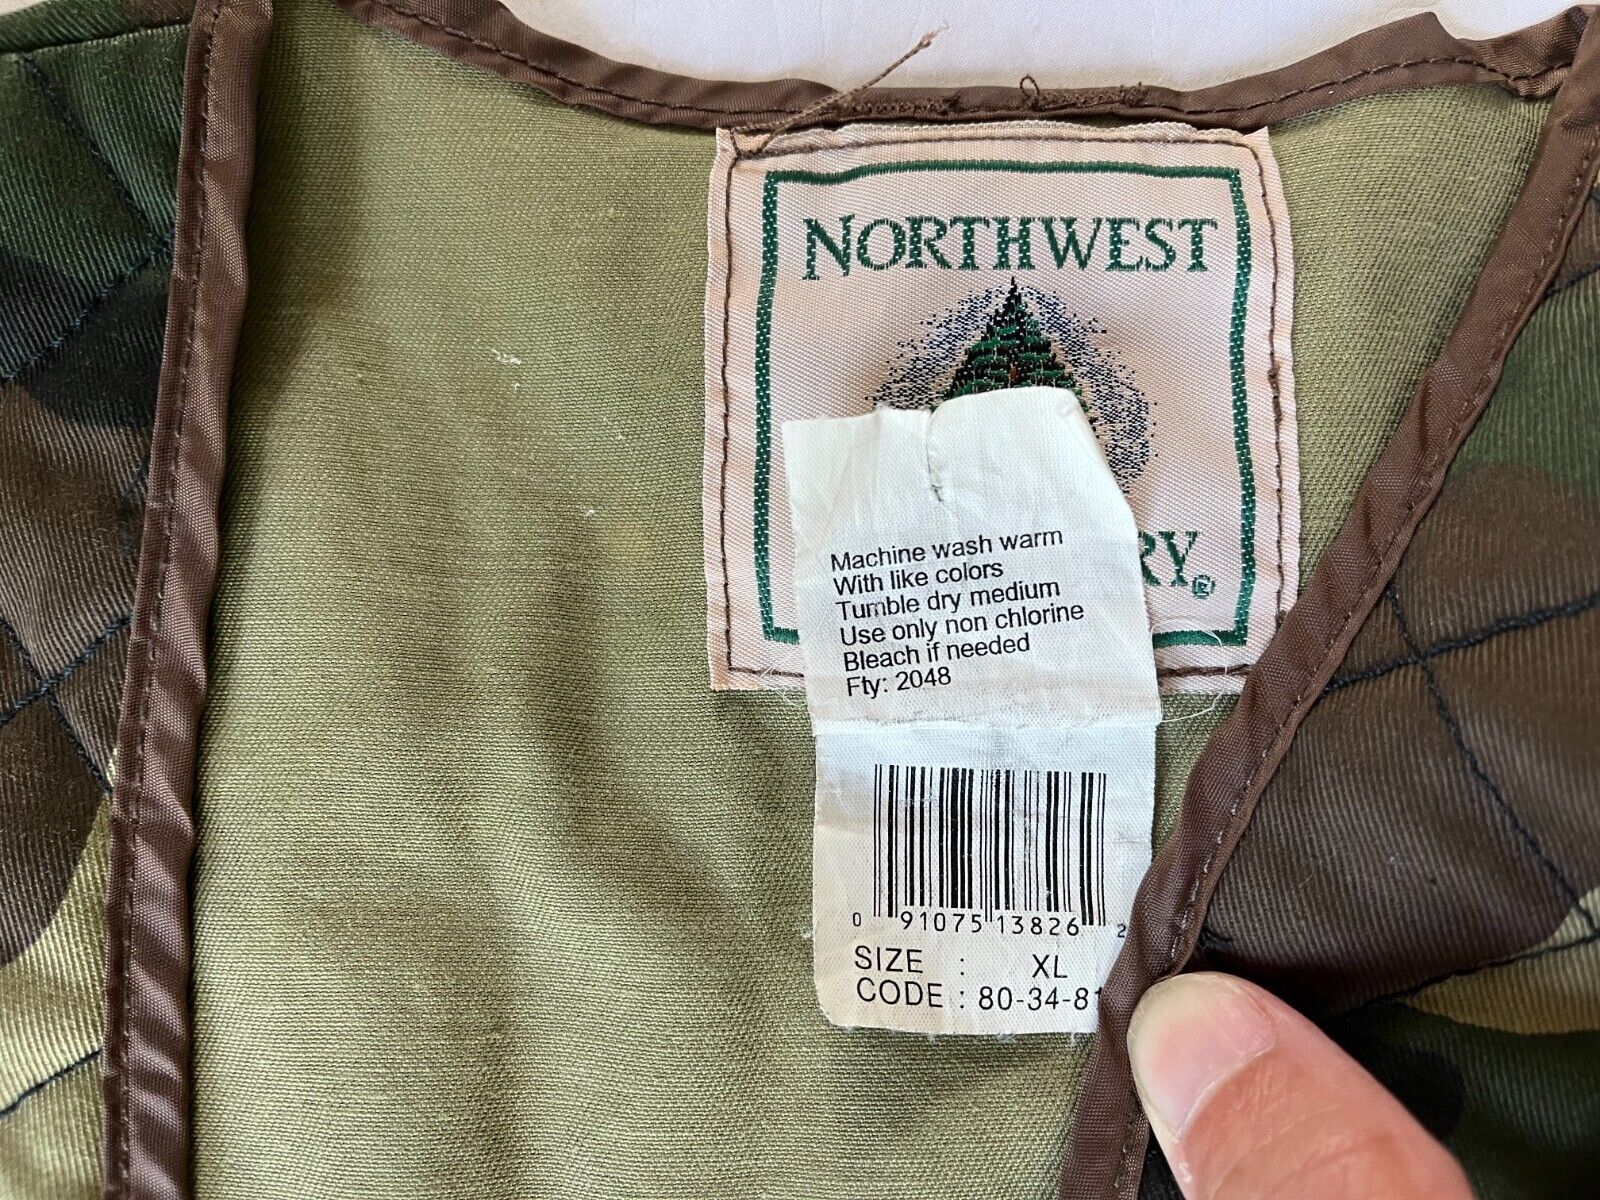 NORTHWEST
RY®
Machine wash warm
With like colors
Tumble dry medium
Use only non chlorine
Bleach if needed
Fty: 2048
0 91075 13826 2
SIZE : XL
CODE : 80-34-81